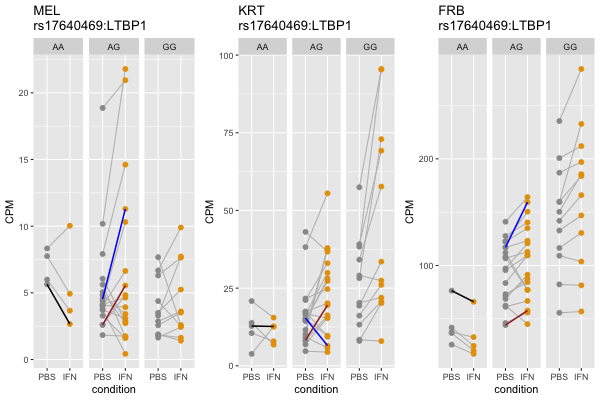 MEL
rs17640469:LTBP1
AA AG GG
CPM
20
15
10
5
0
PBS IFN PBS IFN PBS IFN
condition
KRT
rs17640469:LTBP1
AA AG GG
CPM
100
75
50
25
0
PBS IFN PBS IFN PBS IFN
condition
FRB
rs17640469:LTBP1
AA AG GG
CPM
200
100
PBS IFN PBS IFN PBS IFN
condition